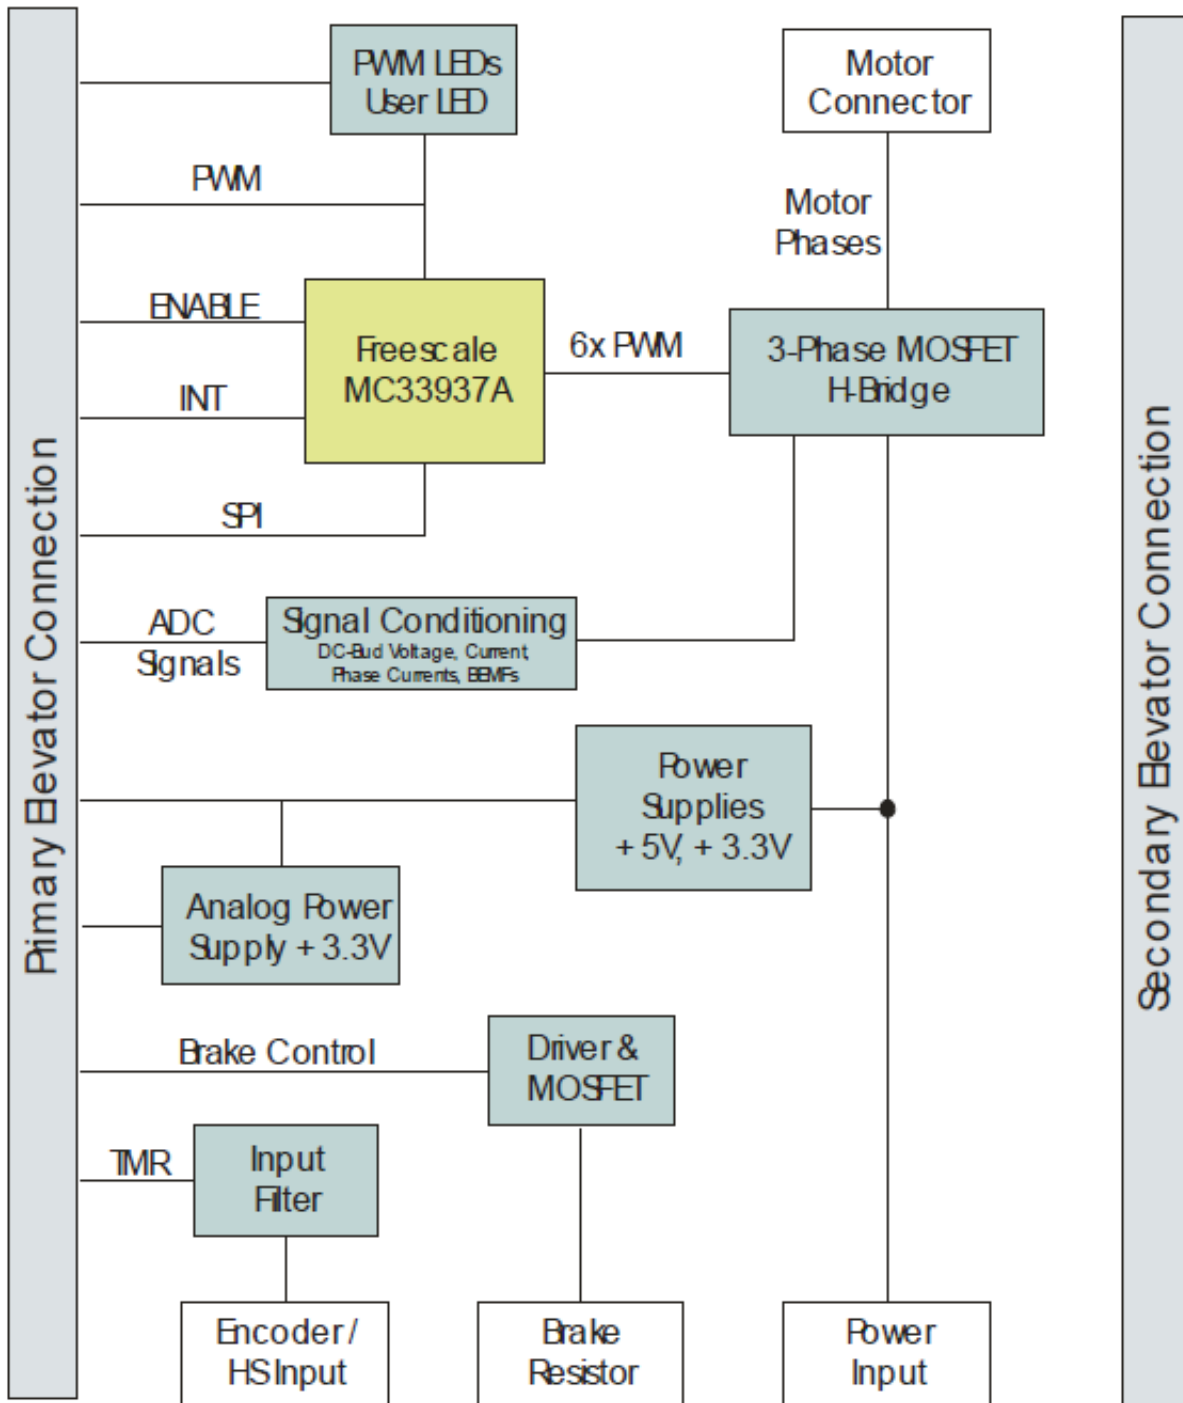 PWM LEDs
User LED
Motor
Connector
PWM
Motor
Phases
ENABLE
Freescale
MC33937A
6x PWM
3-Phase MOSFET
H-Bridge
INT
SPI
ADC
Signals
Signal Conditioning
DC-Bud Voltage, Current,
Phase Currents, BEMFs
Power
Supplies
+ 5V, + 3.3V
Analog Power
Supply + 3.3V
Brake Control
Driver &
MOSFET
TMR
Input
Filter
Encoder /
HS Input
Brake
Resistor
Power
Input
Primary Elevator Connection
Secondary Elevator Connection